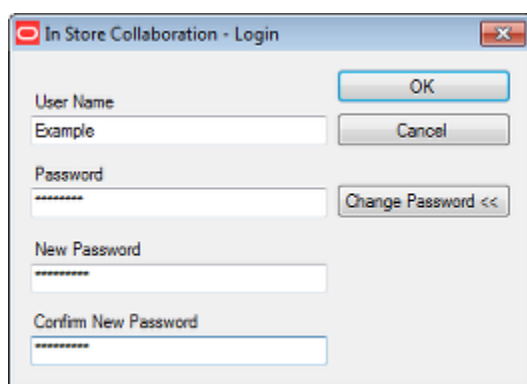 In Store Collaboration - Login
OK
User Name
Example
Cancel
Password
********
Change Password <<
New Password
*********
Confirm New Password
*********